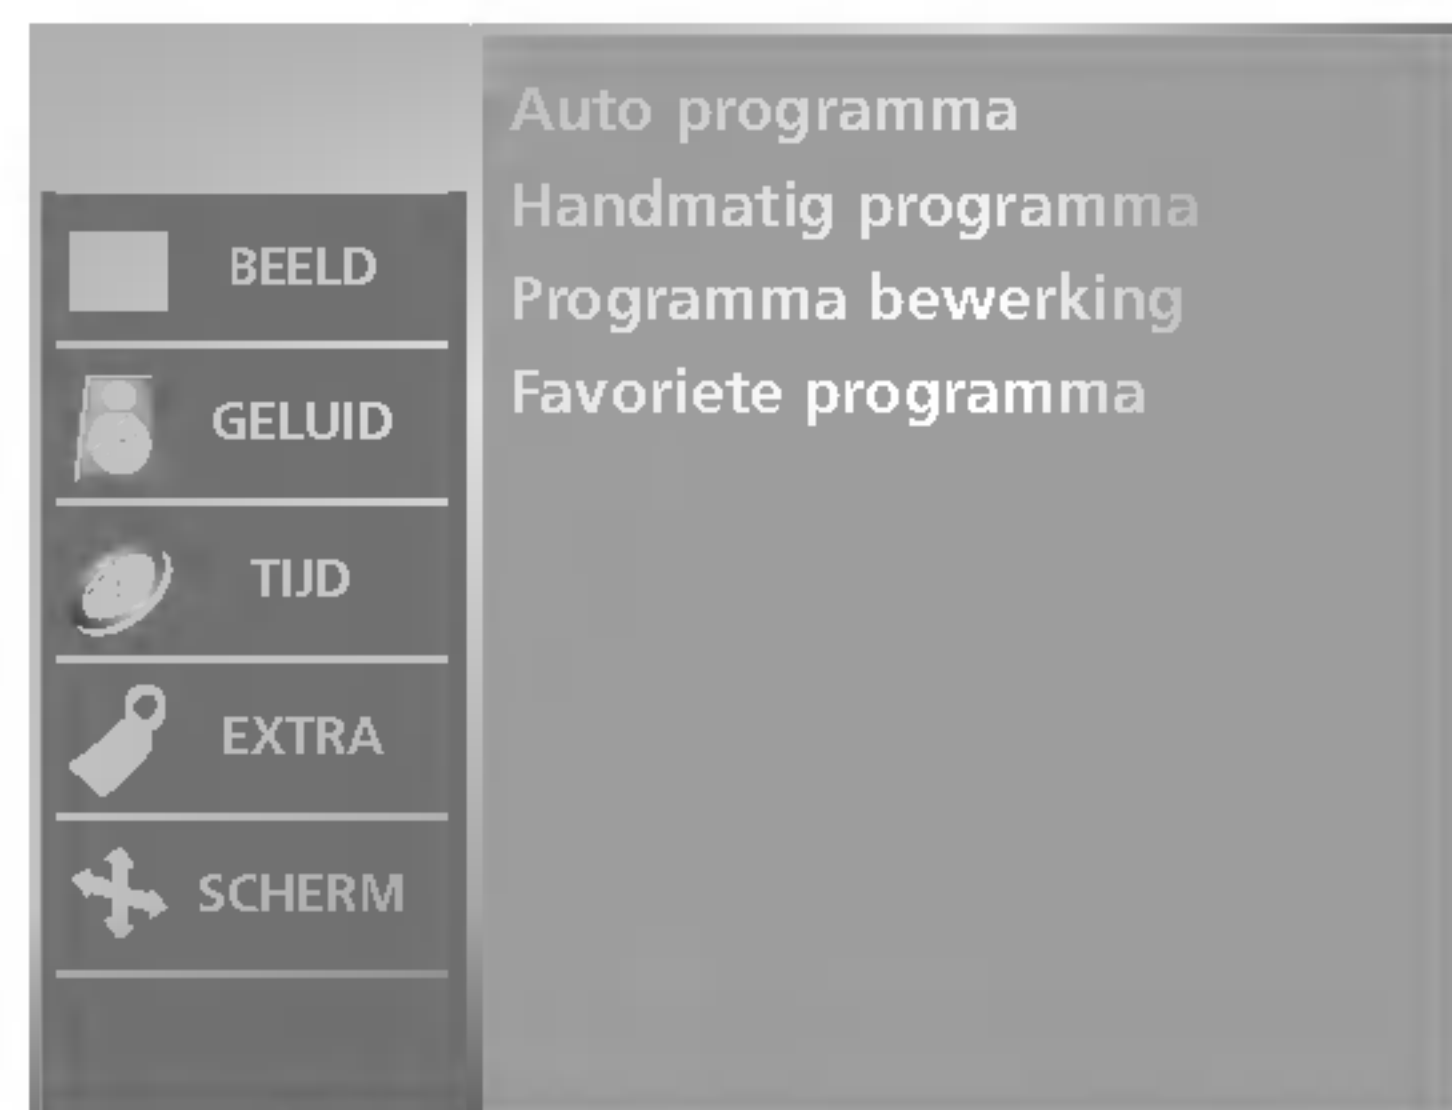 Auto programma
Handmatig programma
Programma bewerking
Favoriete programma
BEELD
GELUID
TIJD
EXTRA
SCHERM